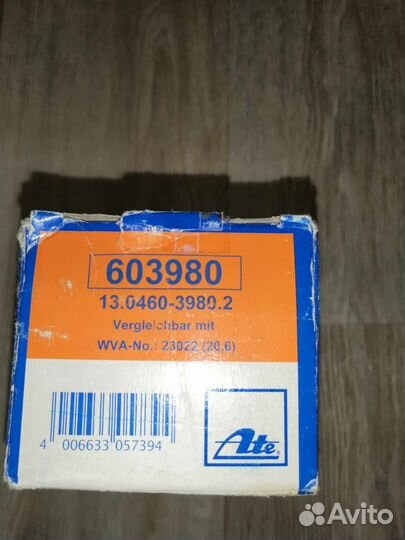 603980
13.0460-3980.2
Vergleichbar mit
WVA-No.: 23022 (20,6)
4 006633 057394
Ate
Avito